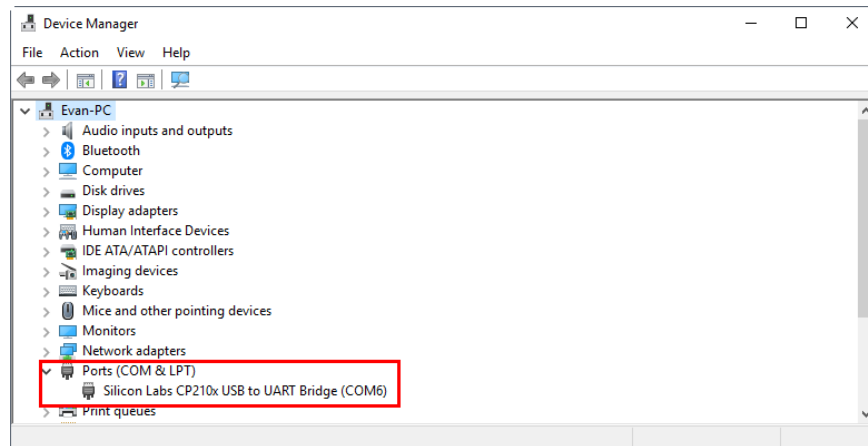 Device Manager
File Action View Help
Evan-PC
Audio inputs and outputs
Bluetooth
Computer
Disk drives
Display adapters
Human Interface Devices
IDE ATA/ATAPI controllers
Imaging devices
Keyboards
Mice and other pointing devices
Monitors
Network adapters
Ports (COM & LPT)
Silicon Labs CP210x USB to UART Bridge (COM6)
Print queues